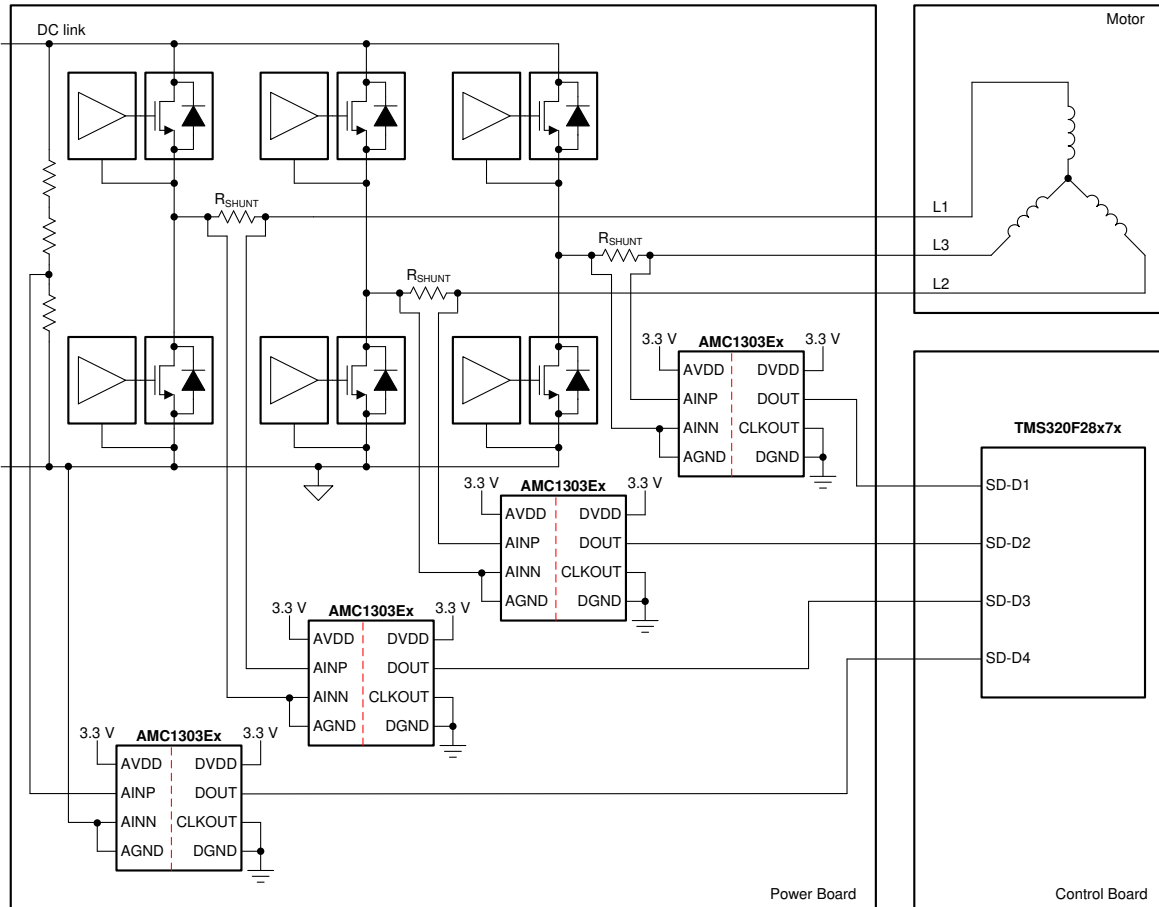 DC link
Motor
R_SHUNT
L1
R_SHUNT
L3
R_SHUNT
L2
3.3 V
AMC1303Ex
3.3 V
AVDD
DVDD
AINP
DOUT
AINN
CLKOUT
AGND
DGND
TMS320F28x7x
SD-D1
SD-D2
SD-D3
SD-D4
3.3 V
AMC1303Ex
3.3 V
AVDD
DVDD
AINP
DOUT
AINN
CLKOUT
AGND
DGND
3.3 V
AMC1303Ex
3.3 V
AVDD
DVDD
AINP
DOUT
AINN
CLKOUT
AGND
DGND
3.3 V
AMC1303Ex
3.3 V
AVDD
DVDD
AINP
DOUT
AINN
CLKOUT
AGND
DGND
Power Board
Control Board